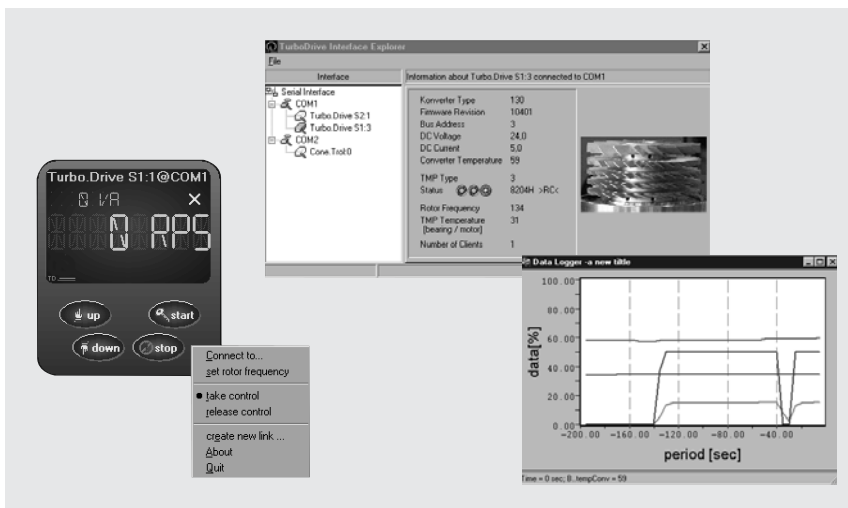 TurboDrive Interface Explorer
File
Interface
Information about Turbo.Drive S1:3 connected to COM1
Serial Interface
COM1
Turbo.Drive S2:1
Turbo.Drive S1:3
COM2
Cone.Trol:0
Konverter Type 130
Firmware Revision 10401
Bus Address 3
DC Voltage 24,0
DC Current 5,0
Converter Temperature 59
TMP Type 3
Status 8204H >RC<
Rotor Frequency 134
TMP Temperature 31
[bearing / motor]
Number of Clients 1
Turbo.Drive S1:1@COM1
0 VA
0 RPS
TD
up
start
down
stop
Connect to...
set rotor frequency
take control
release control
create new link ...
About
Quit
Data Logger -a new tiltle
100.00
80.00
60.00
40.00
20.00
0.00
data[%]
-200.00 -160.00 -120.00 -80.00 -40.00
period [sec]
Time = 0 sec; B..tempConv = 59